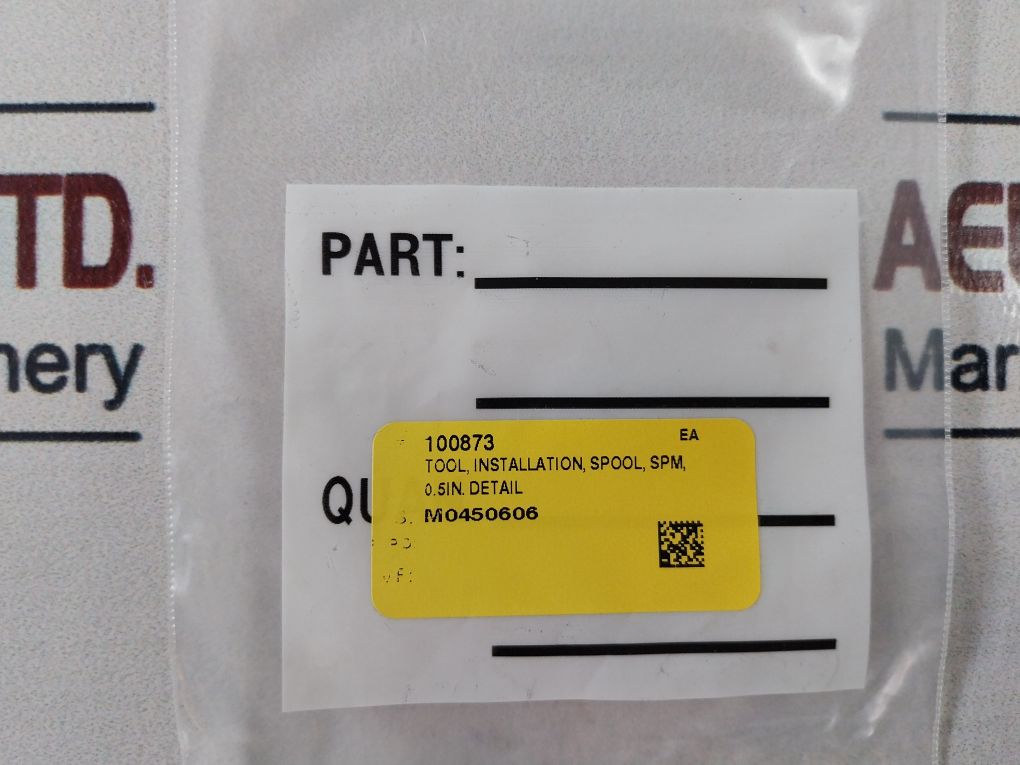 TD.
AE
nery
Mar
PART:
QU
100873 EA
TOOL, INSTALLATION, SPOOL, SPM,
0.5IN. DETAIL
M0450606